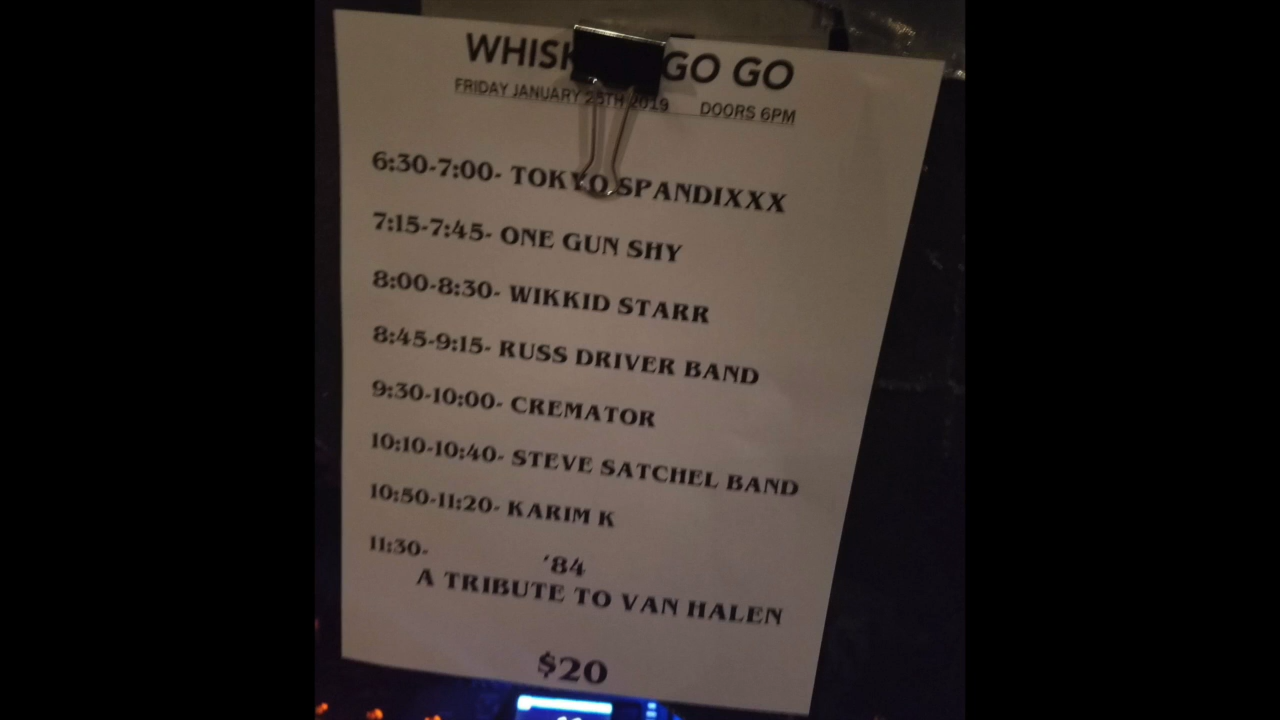 WHISK GO GO
FRIDAY JANUARY 25TH 2019 DOORS 6PM
6:30-7:00- TOKYO SPANDIXXX
7:15-7:45- ONE GUN SHY
8:00-8:30- WIKKID STARR
8:45-9:15- RUSS DRIVER BAND
9:30-10:00- CREMATOR
10:10-10:40- STEVE SATCHEL BAND
10:50-11:20- KARIM K
11:30- '84
A TRIBUTE TO VAN HALEN
$20